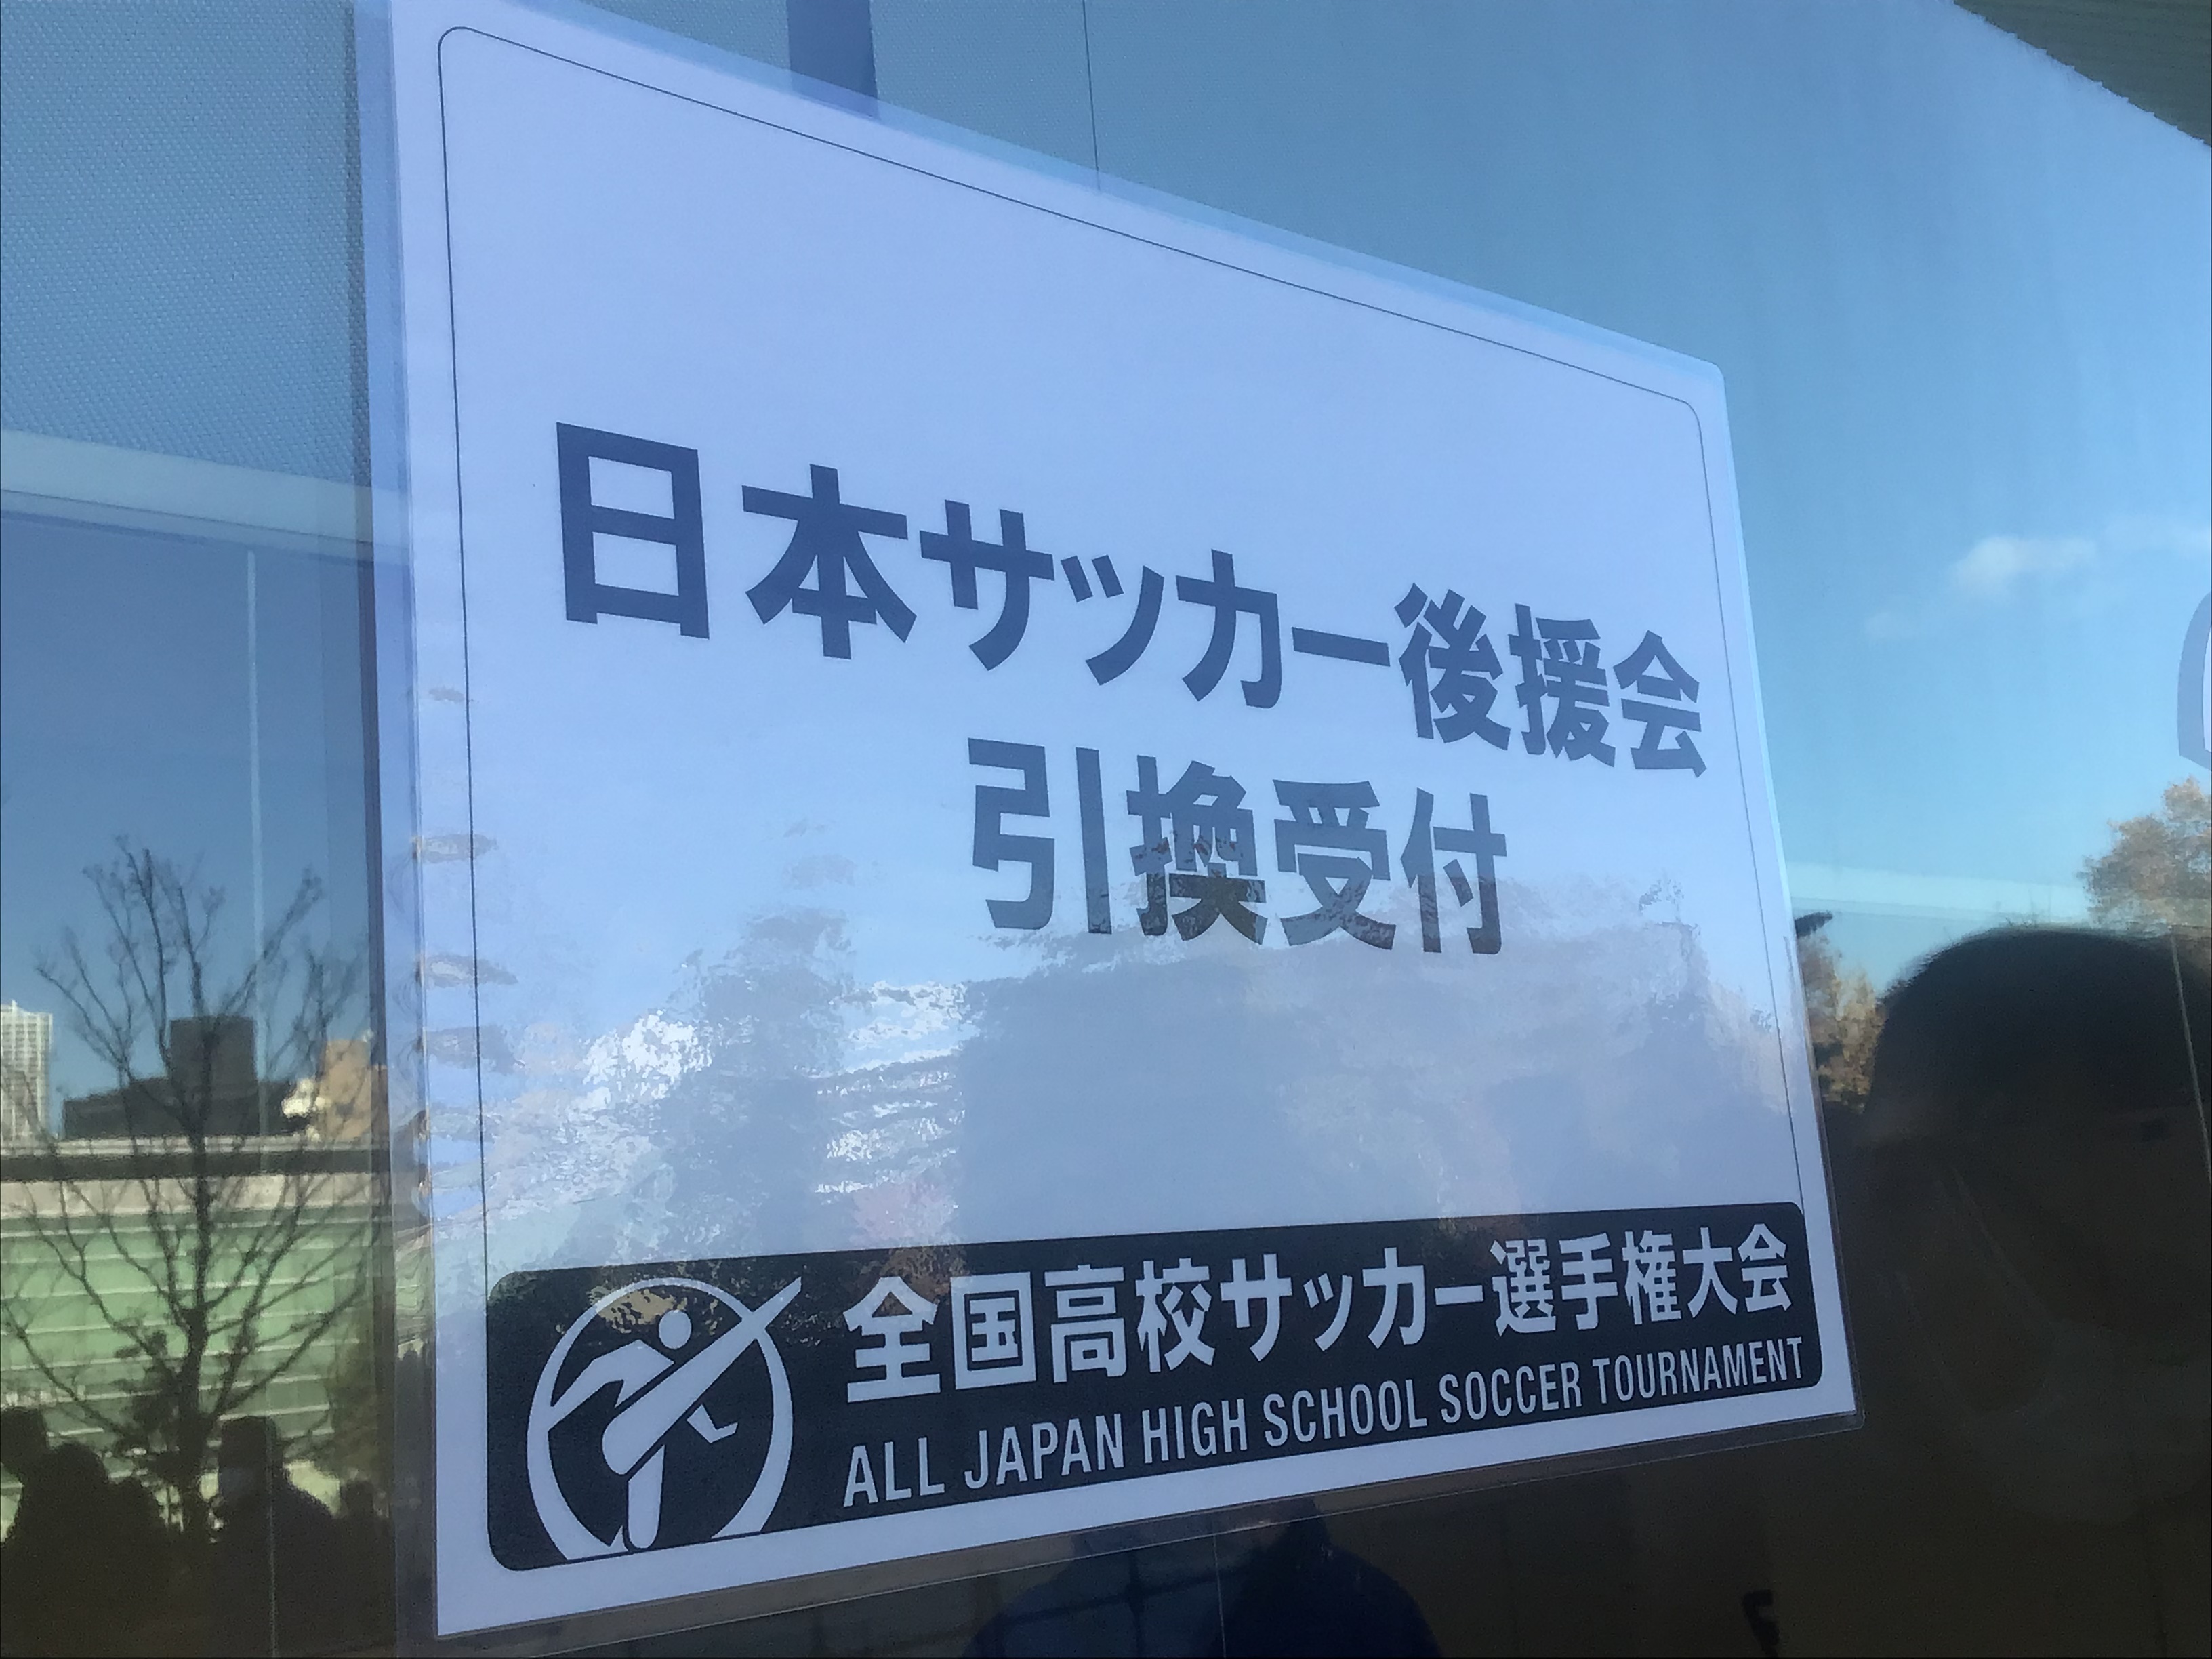 日本サッカー後援会
引換受付
全国高校サッカー選手権大会
ALL JAPAN HIGH SCHOOL SOCCER TOURNAMENT